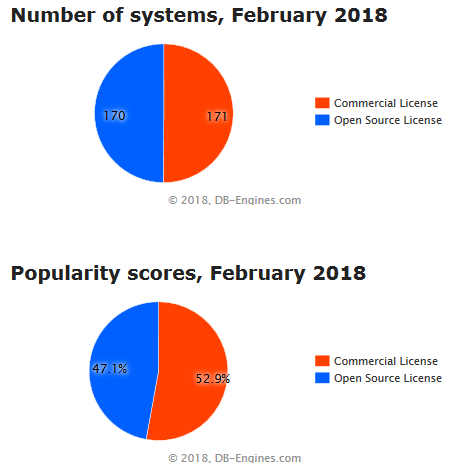 Number of systems, February 2018
170
171
Commercial License
Open Source License
© 2018, DB-Engines.com
Popularity scores, February 2018
47.1%
52.9%
Commercial License
Open Source License
© 2018, DB-Engines.com